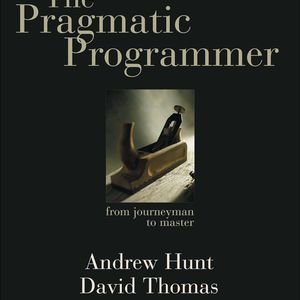 The
Pragmatic
Programmer
from journeyman
to master
Andrew Hunt
David Thomas